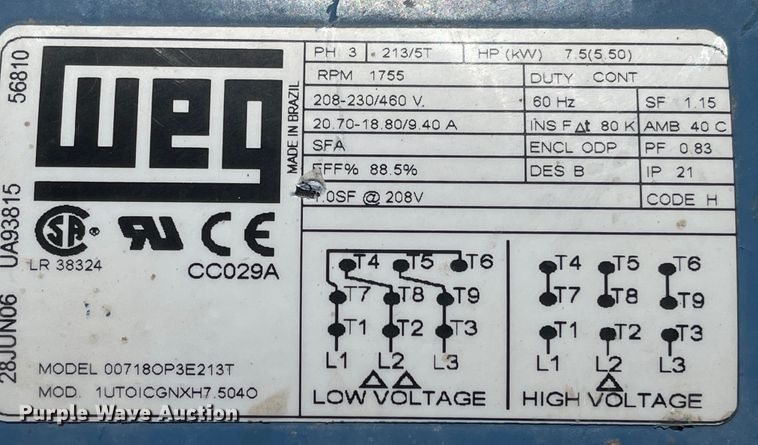 28JUN06 UA93815 56810
WEG
MADE IN BRAZIL
PH 3 213/5T HP (kW) 7.5(5.50)
RPM 1755 DUTY CONT
208-230/460 V. 60 Hz SF 1.15
20.70-18.80/9.40 A INS F Δt 80 K AMB 40 C
SFA ENCL ODP PF 0.83
EFF% 88.5% DES B IP 21
1.0SF @ 208V CODE H
SA ® RU CE
LR 38324 CC029A
T4 T5 T6
T7 T8 T9
T1 T2 T3
L1 L2 L3
LOW VOLTAGE
T4 T5 T6
T7 T8 T9
T1 T2 T3
L1 L2 L3
HIGH VOLTAGE
MODEL 00718OP3E213T
MOD. 1UTOICGNXH7.504O
Purple Wave Auction